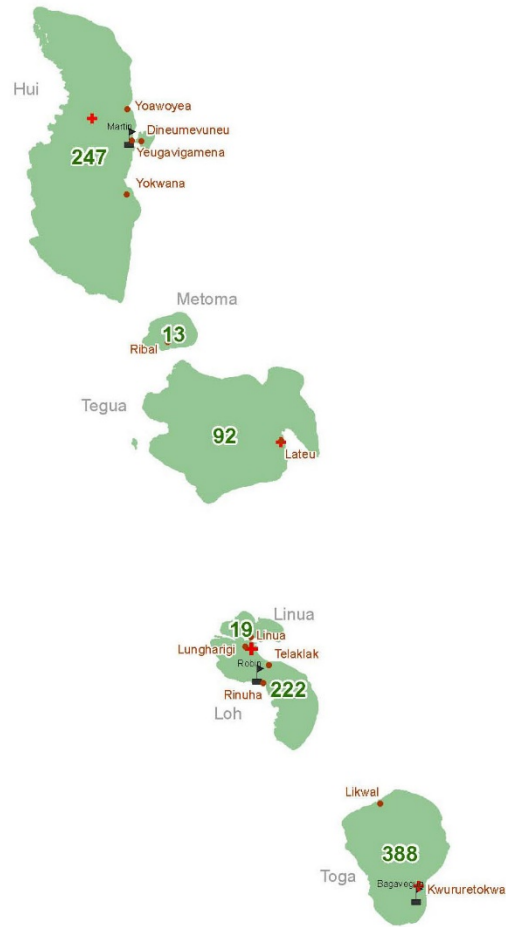 Hui
Yoawoyea
Martin
Dineumevuneu
Yeugavigamena
247
Yokwana
Metoma
13
Ribal
Tegua
92
Lateu
Linua
19
Linua
Lungharigi
Telaklak
Robin
Rinuha
222
Loh
Likwal
388
Toga
Bagavegug
Kwururetokwa